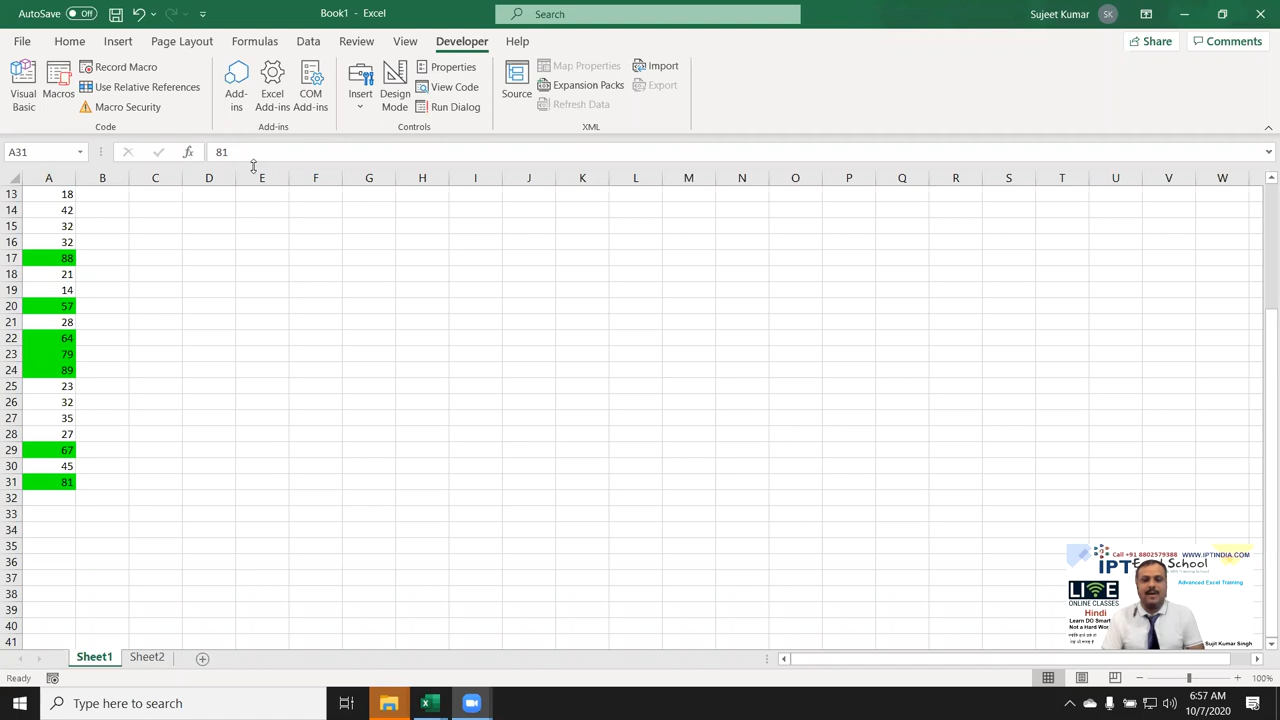 AutoSave Off Book1 - Excel Search Sujeet Kumar SK
File Home Insert Page Layout Formulas Data Review View Developer Help Share Comments
Visual Basic Macros Record Macro Use Relative References Macro Security Code
Add-ins Excel Add-ins COM Add-ins Add-ins
Insert Design Mode Properties View Code Run Dialog Controls
Source Map Properties Expansion Packs Refresh Data Import Export XML
A31 fx 81
A B C D E F G H I J K L M N O P Q R S T U V W
13 18
14 42
15 32
16 32
17 88
18 21
19 14
20 57
21 28
22 64
23 79
24 89
25 23
26 32
27 35
28 27
29 67
30 45
31 81
32
33
34
35
36
37
38
39
40
41
Call +91 8802579388 WWW.IPTINDIA.COM
IPT Excel School
Advanced Excel Training
LIVE
ONLINE CLASSES
Hindi
Learn DO Smart
Not a Hard Wor
Sujit Kumar Singh
Sheet1 Sheet2
Ready 100%
Type here to search
6:57 AM
10/7/2020